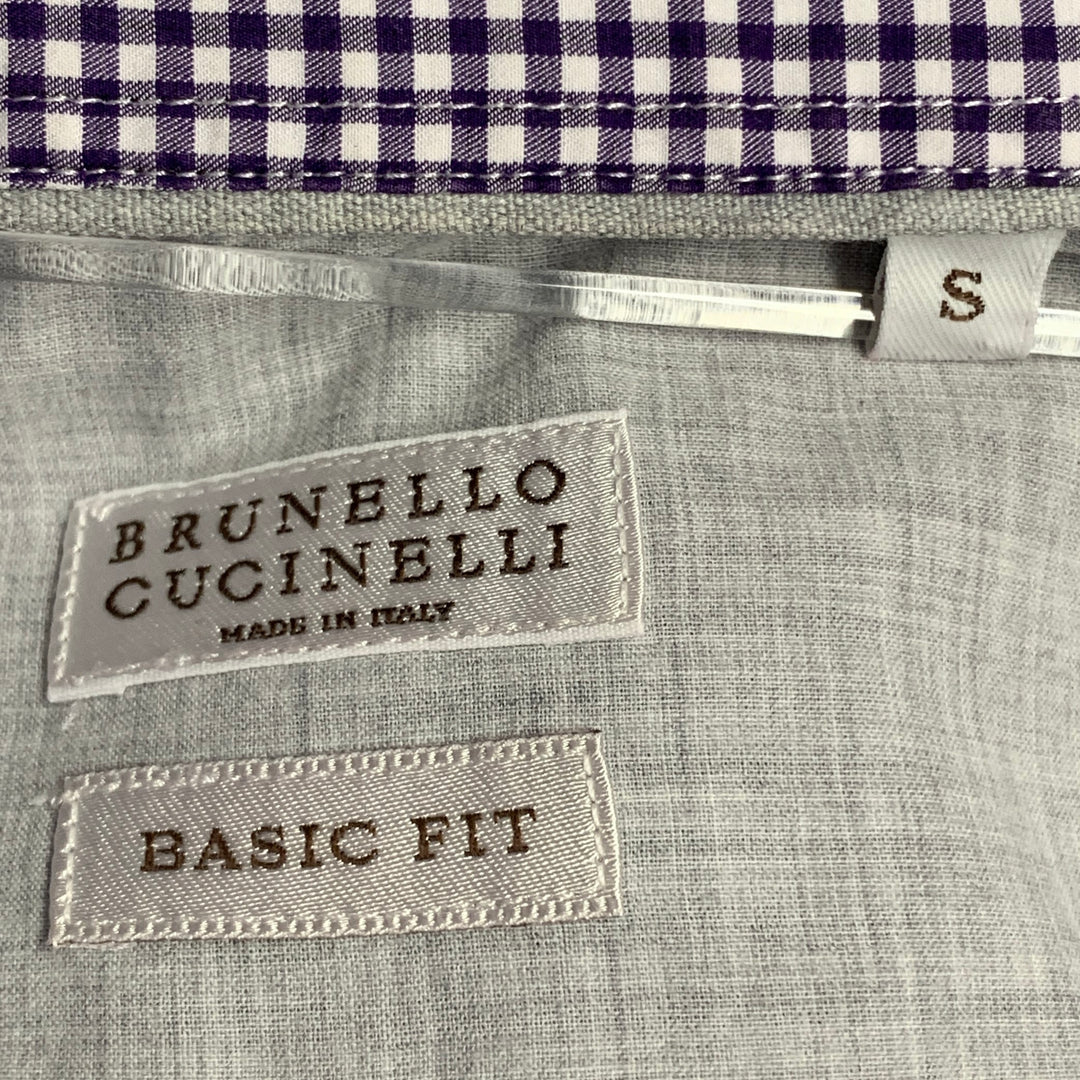 S
BRUNELLO
CUCINELLI
MADE IN ITALY
BASIC FIT